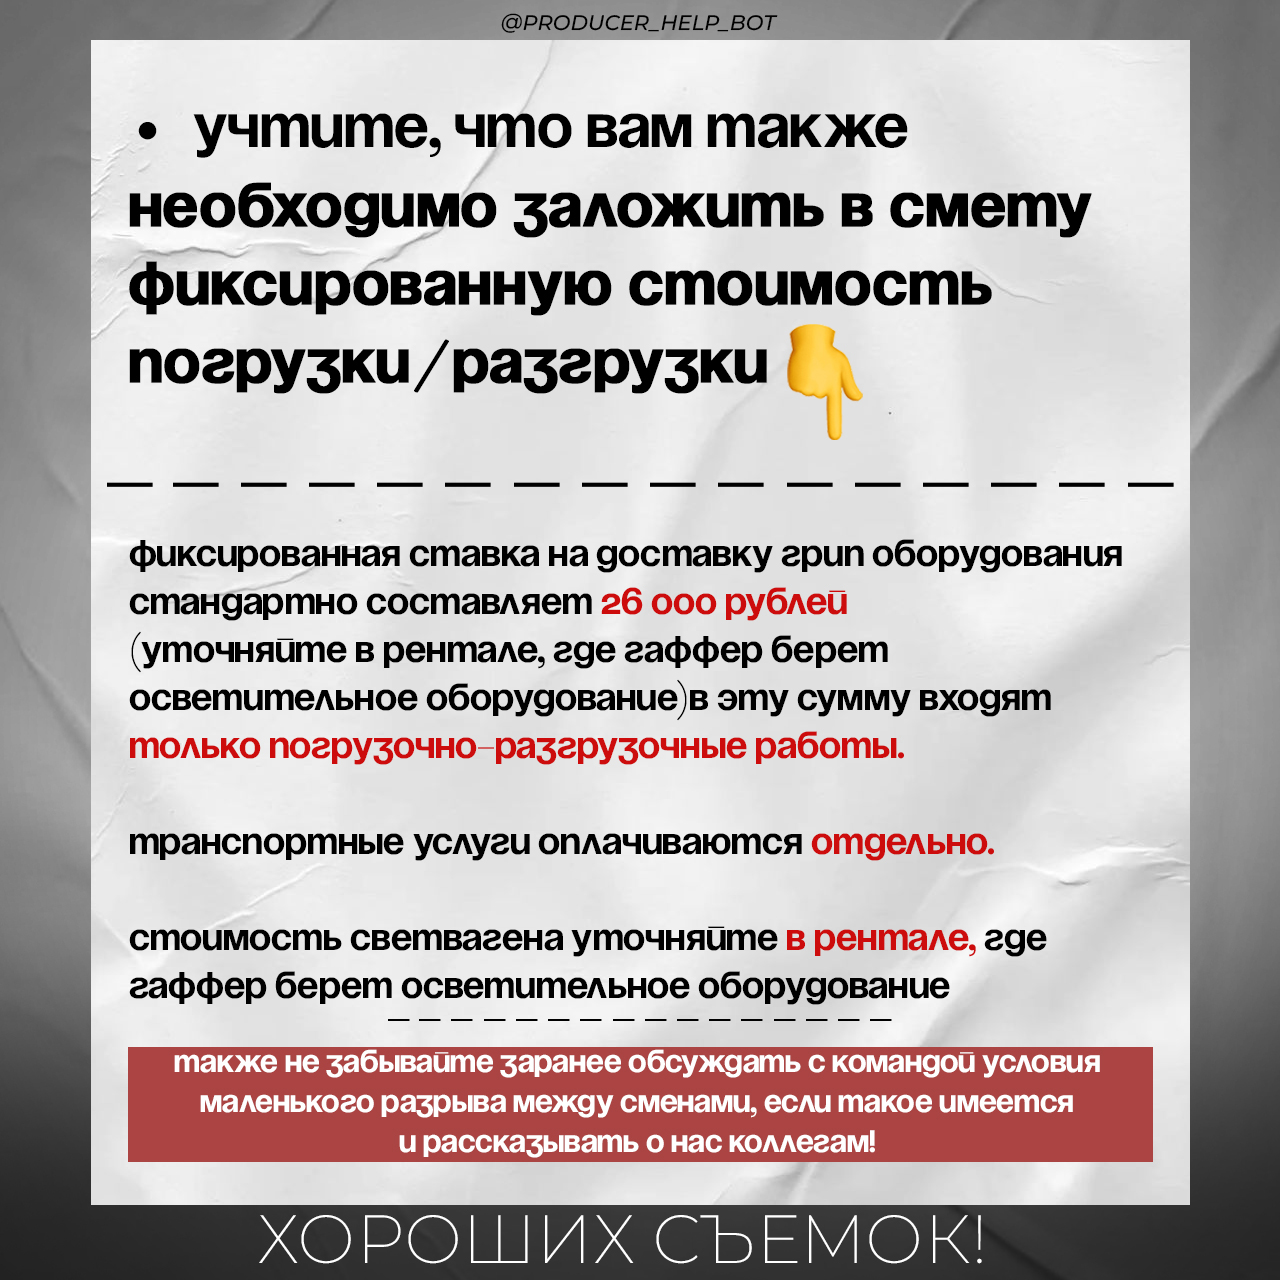 @PRODUCER_HELP_BOT
• учтите, что вам также
необходимо заложить в смету
фиксированную стоимость
погрузки/разгрузки👇
фиксированная ставка на доставку грип оборудования
стандартно составляет 26 000 рублей
(уточняйте в рентале, где гаффер берет
осветительное оборудование)в эту сумму входят
только погрузочно-разгрузочные работы.
транспортные услуги оплачиваются отдельно.
стоимость светвагена уточняйте в рентале, где
гаффер берет осветительное оборудование
также не забывайте заранее обсуждать с командой условия
маленького разрыва между сменами, если такое имеется
и рассказывать о нас коллегам!
ХОРОШИХ СЪЕМОК!